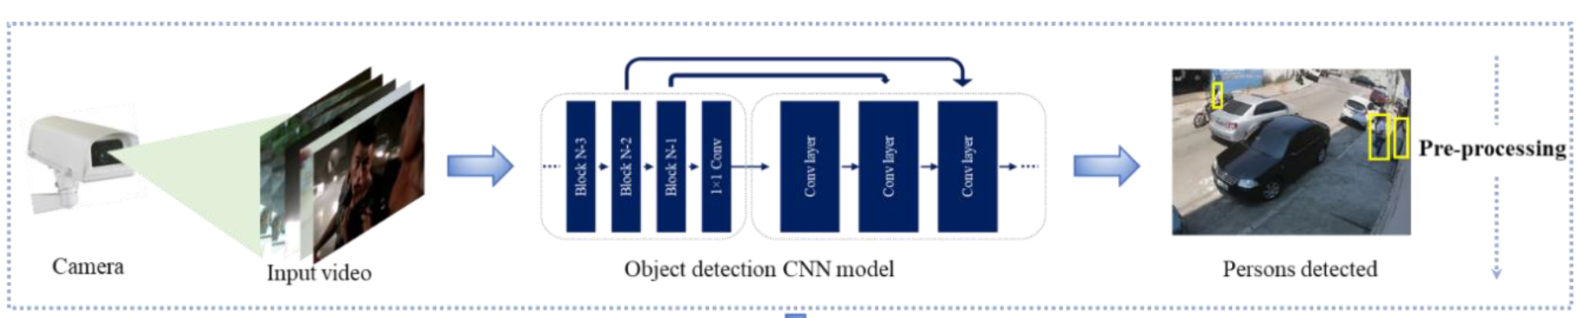 Block N-3
Block N-2
Block N-1
1×1 Conv
Conv layer
Conv layer
Conv layer
Pre-processing
Camera
Input video
Object detection CNN model
Persons detected